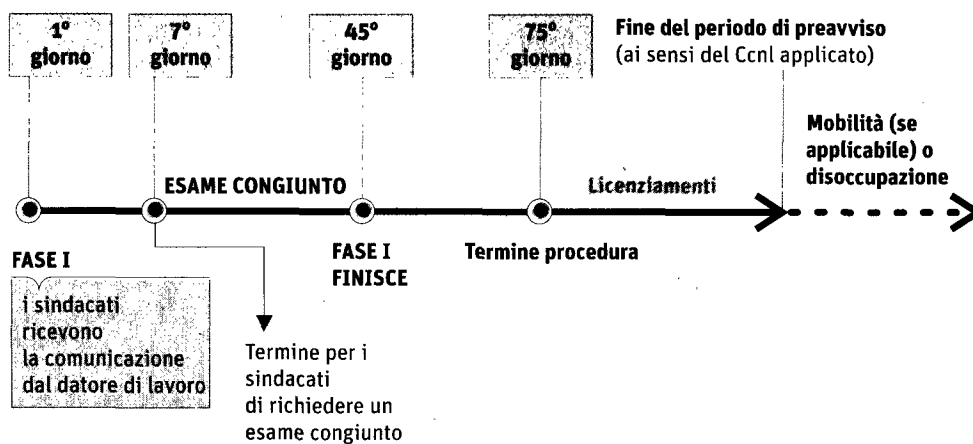 1°
giorno
7°
giorno
45°
giorno
75°
giorno
Fine del periodo di preavviso
(ai sensi del Ccnl applicato)
Mobilità (se
applicabile) o
disoccupazione
ESAME CONGIUNTO
Licenziamenti
FASE I
FASE I
FINISCE
Termine procedura
i sindacati
ricevono
la comunicazione
dal datore di lavoro
Termine per i
sindacati
di richiedere un
esame congiunto